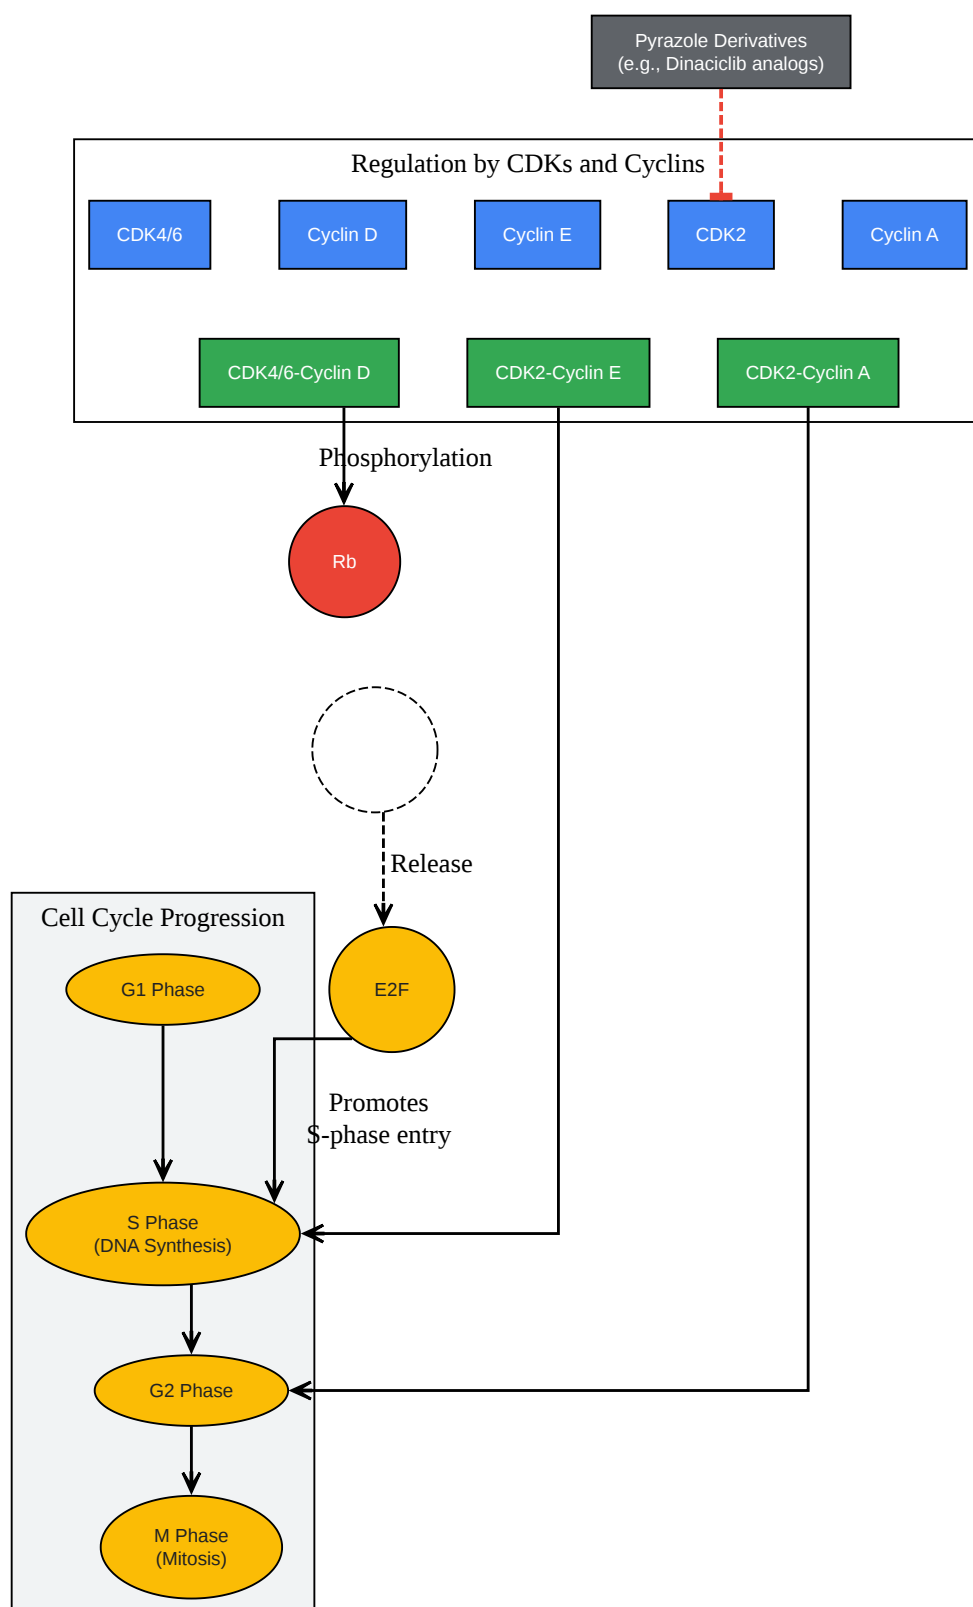 Pyrazole Derivatives
(e.g., Dinaciclib analogs)
Regulation by CDKs and Cyclins
CDK4/6
Cyclin D
Cyclin E
CDK2
Cyclin A
CDK4/6-Cyclin D
CDK2-Cyclin E
CDK2-Cyclin A
Phosphorylation
Rb
Release
Cell Cycle Progression
G1 Phase
E2F
Promotes
S-phase entry
S Phase
(DNA Synthesis)
G2 Phase
M Phase
(Mitosis)